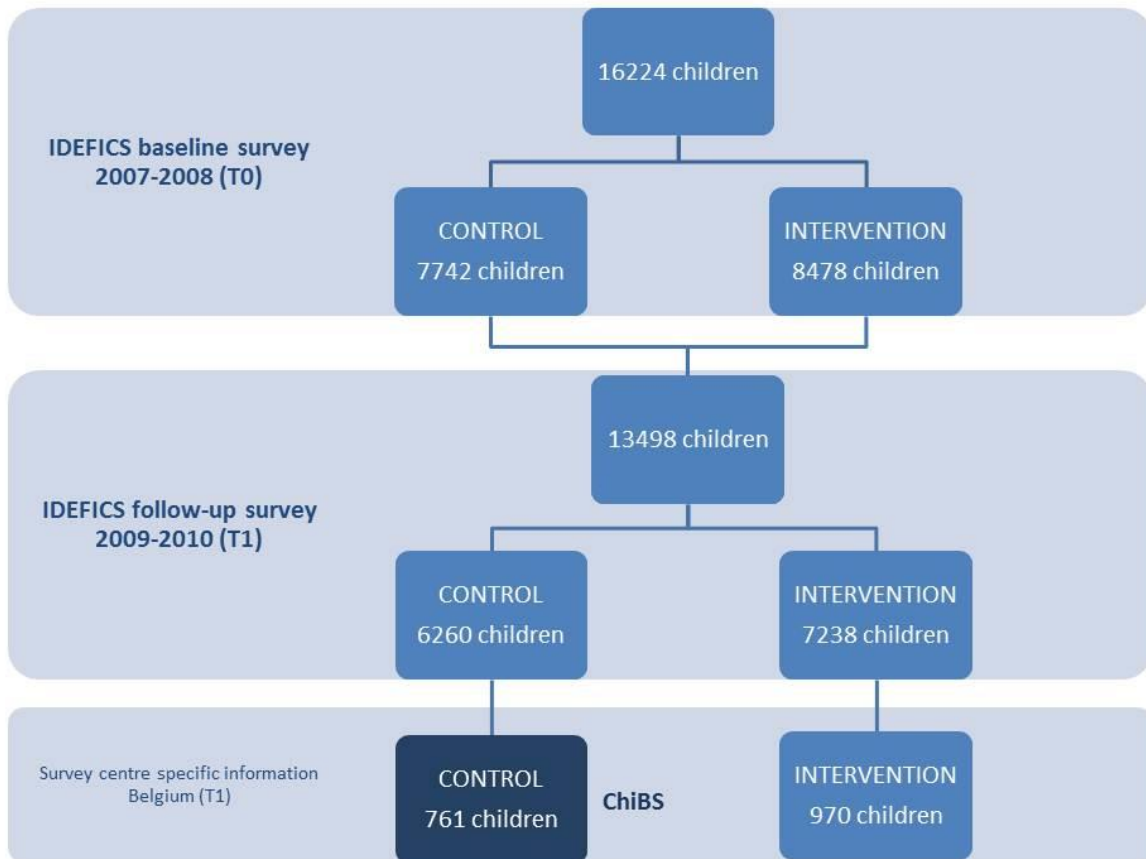 16224 children
IDEFICS baseline survey
2007-2008 (T0)
CONTROL
7742 children
INTERVENTION
8478 children
13498 children
IDEFICS follow-up survey
2009-2010 (T1)
CONTROL
6260 children
INTERVENTION
7238 children
Survey centre specific information
Belgium (T1)
CONTROL
761 children
ChiBS
INTERVENTION
970 children